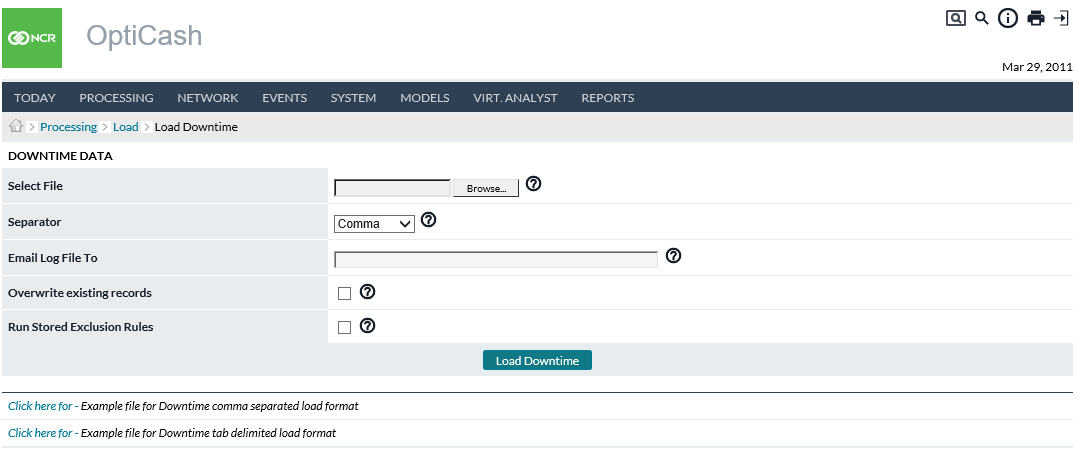 NCR
OptiCash
Mar 29, 2011
TODAY PROCESSING NETWORK EVENTS SYSTEM MODELS VIRT. ANALYST REPORTS
> Processing > Load > Load Downtime
DOWNTIME DATA
Select File Browse...
Separator Comma
Email Log File To
Overwrite existing records
Run Stored Exclusion Rules
Load Downtime
Click here for - Example file for Downtime comma separated load format
Click here for - Example file for Downtime tab delimited load format